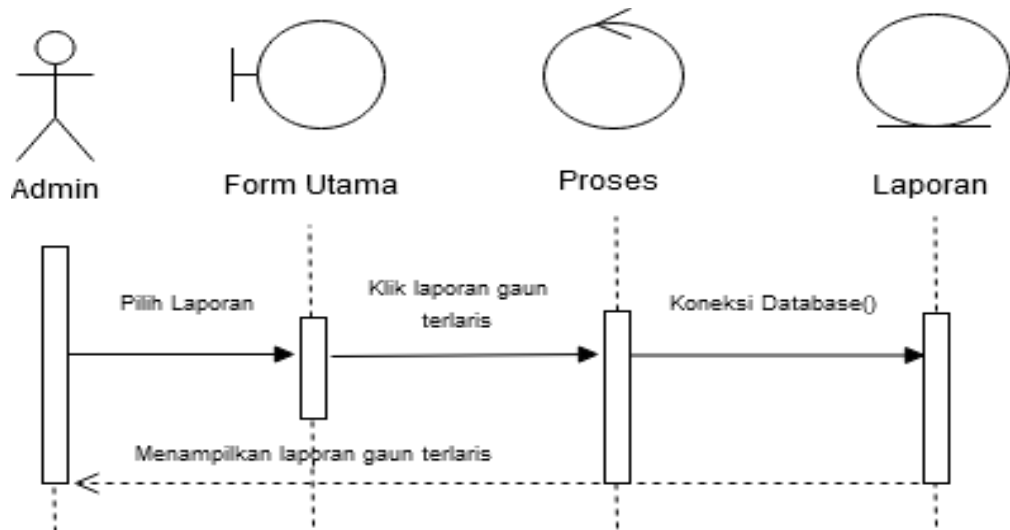 Admin
Form Utama
Proses
Laporan
Pilih Laporan
Klik laporan gaun
terlaris
Koneksi Database()
Menampilkan laporan gaun terlaris